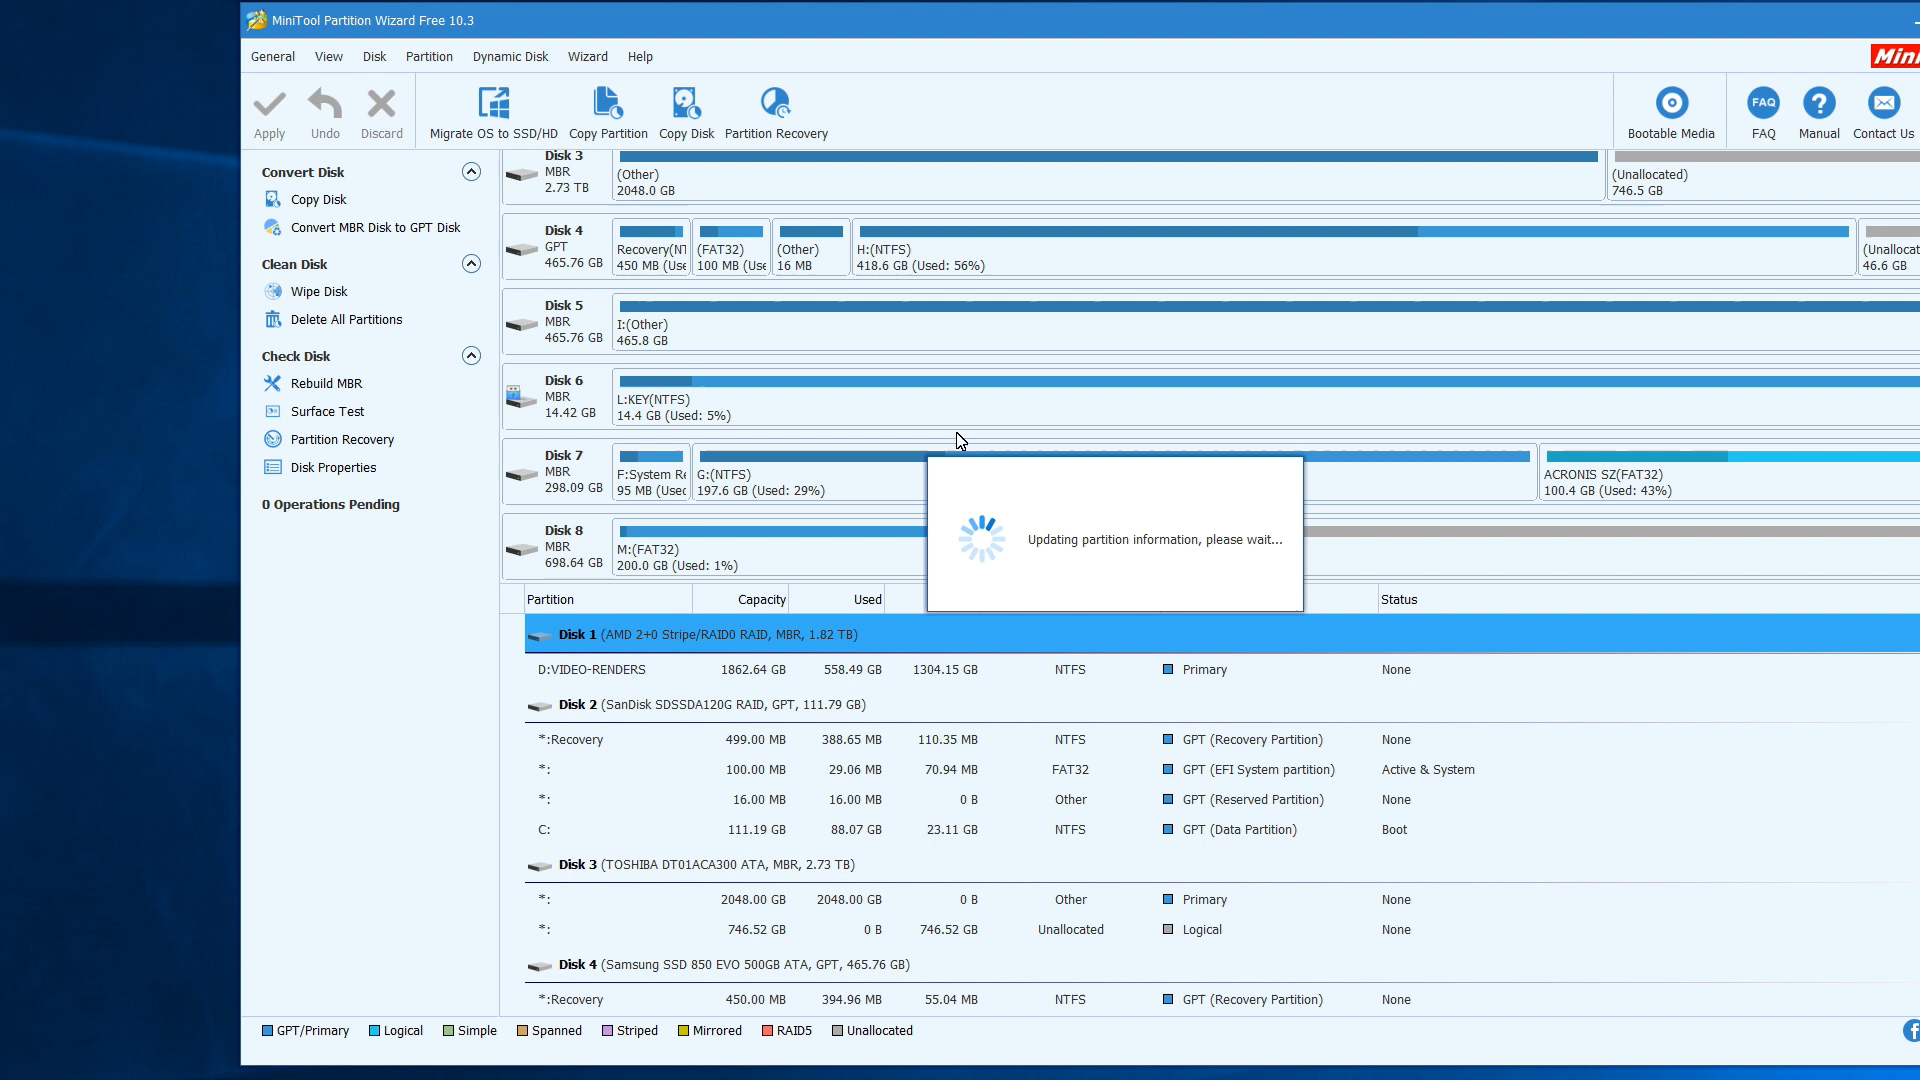 MiniTool Partition Wizard Free 10.3
General View Disk Partition Dynamic Disk Wizard Help
Mini
Apply Undo Discard Migrate OS to SSD/HD Copy Partition Copy Disk Partition Recovery Bootable Media FAQ Manual Contact Us
FAQ
Convert Disk
Copy Disk
Convert MBR Disk to GPT Disk
Clean Disk
Wipe Disk
Delete All Partitions
Check Disk
Rebuild MBR
Surface Test
Partition Recovery
Disk Properties
0 Operations Pending
Disk 3
MBR
2.73 TB
(Other)
2048.0 GB
(Unallocated)
746.5 GB
Disk 4
GPT
465.76 GB
Recovery(NT
450 MB (Use
(FAT32)
100 MB (Use
(Other)
16 MB
H:(NTFS)
418.6 GB (Used: 56%)
(Unallocat
46.6 GB
Disk 5
MBR
465.76 GB
I:(Other)
465.8 GB
Disk 6
MBR
14.42 GB
L:KEY(NTFS)
14.4 GB (Used: 5%)
Disk 7
MBR
298.09 GB
F:System Re
95 MB (Used
G:(NTFS)
197.6 GB (Used: 29%)
ACRONIS SZ(FAT32)
100.4 GB (Used: 43%)
Disk 8
MBR
698.64 GB
M:(FAT32)
200.0 GB (Used: 1%)
Updating partition information, please wait...
Partition Capacity Used Status
Disk 1 (AMD 2+0 Stripe/RAID0 RAID, MBR, 1.82 TB)
D:VIDEO-RENDERS 1862.64 GB 558.49 GB 1304.15 GB NTFS Primary None
Disk 2 (SanDisk SDSSDA120G RAID, GPT, 111.79 GB)
*:Recovery 499.00 MB 388.65 MB 110.35 MB NTFS GPT (Recovery Partition) None
*: 100.00 MB 29.06 MB 70.94 MB FAT32 GPT (EFI System partition) Active & System
*: 16.00 MB 16.00 MB 0 B Other GPT (Reserved Partition) None
C: 111.19 GB 88.07 GB 23.11 GB NTFS GPT (Data Partition) Boot
Disk 3 (TOSHIBA DT01ACA300 ATA, MBR, 2.73 TB)
*: 2048.00 GB 2048.00 GB 0 B Other Primary None
*: 746.52 GB 0 B 746.52 GB Unallocated Logical None
Disk 4 (Samsung SSD 850 EVO 500GB ATA, GPT, 465.76 GB)
*:Recovery 450.00 MB 394.96 MB 55.04 MB NTFS GPT (Recovery Partition) None
GPT/Primary Logical Simple Spanned Striped Mirrored RAID5 Unallocated